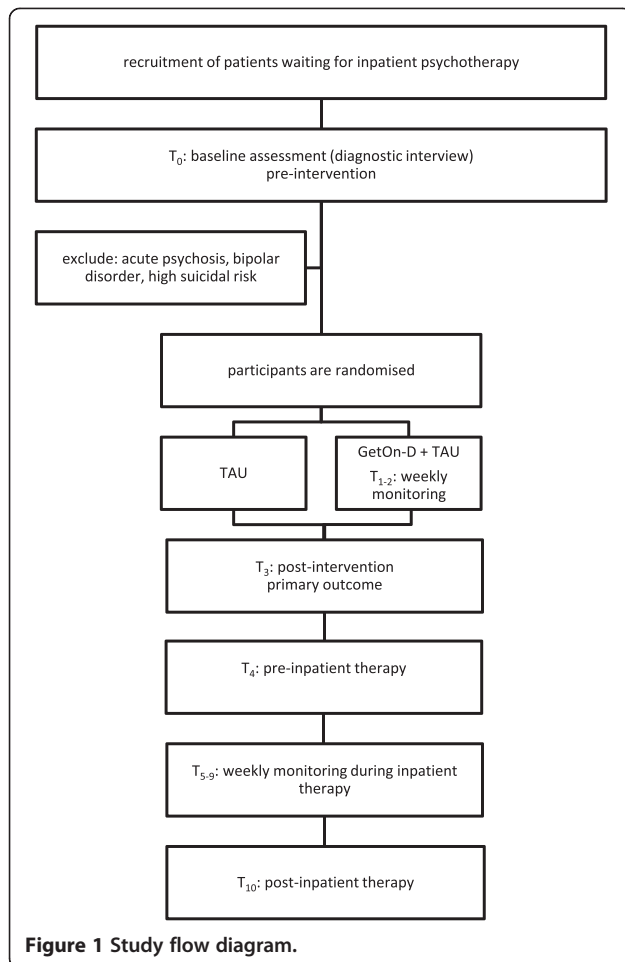 recruitment of patients waiting for inpatient psychotherapy
T₀: baseline assessment (diagnostic interview)
pre-intervention
exclude: acute psychosis, bipolar
disorder, high suicidal risk
participants are randomised
TAU
GetOn-D + TAU
T₁₋₂: weekly
monitoring
T₃: post-intervention
primary outcome
T₄: pre-inpatient therapy
T₅₋₉: weekly monitoring during inpatient
therapy
T₁₀: post-inpatient therapy
Figure 1 Study flow diagram.